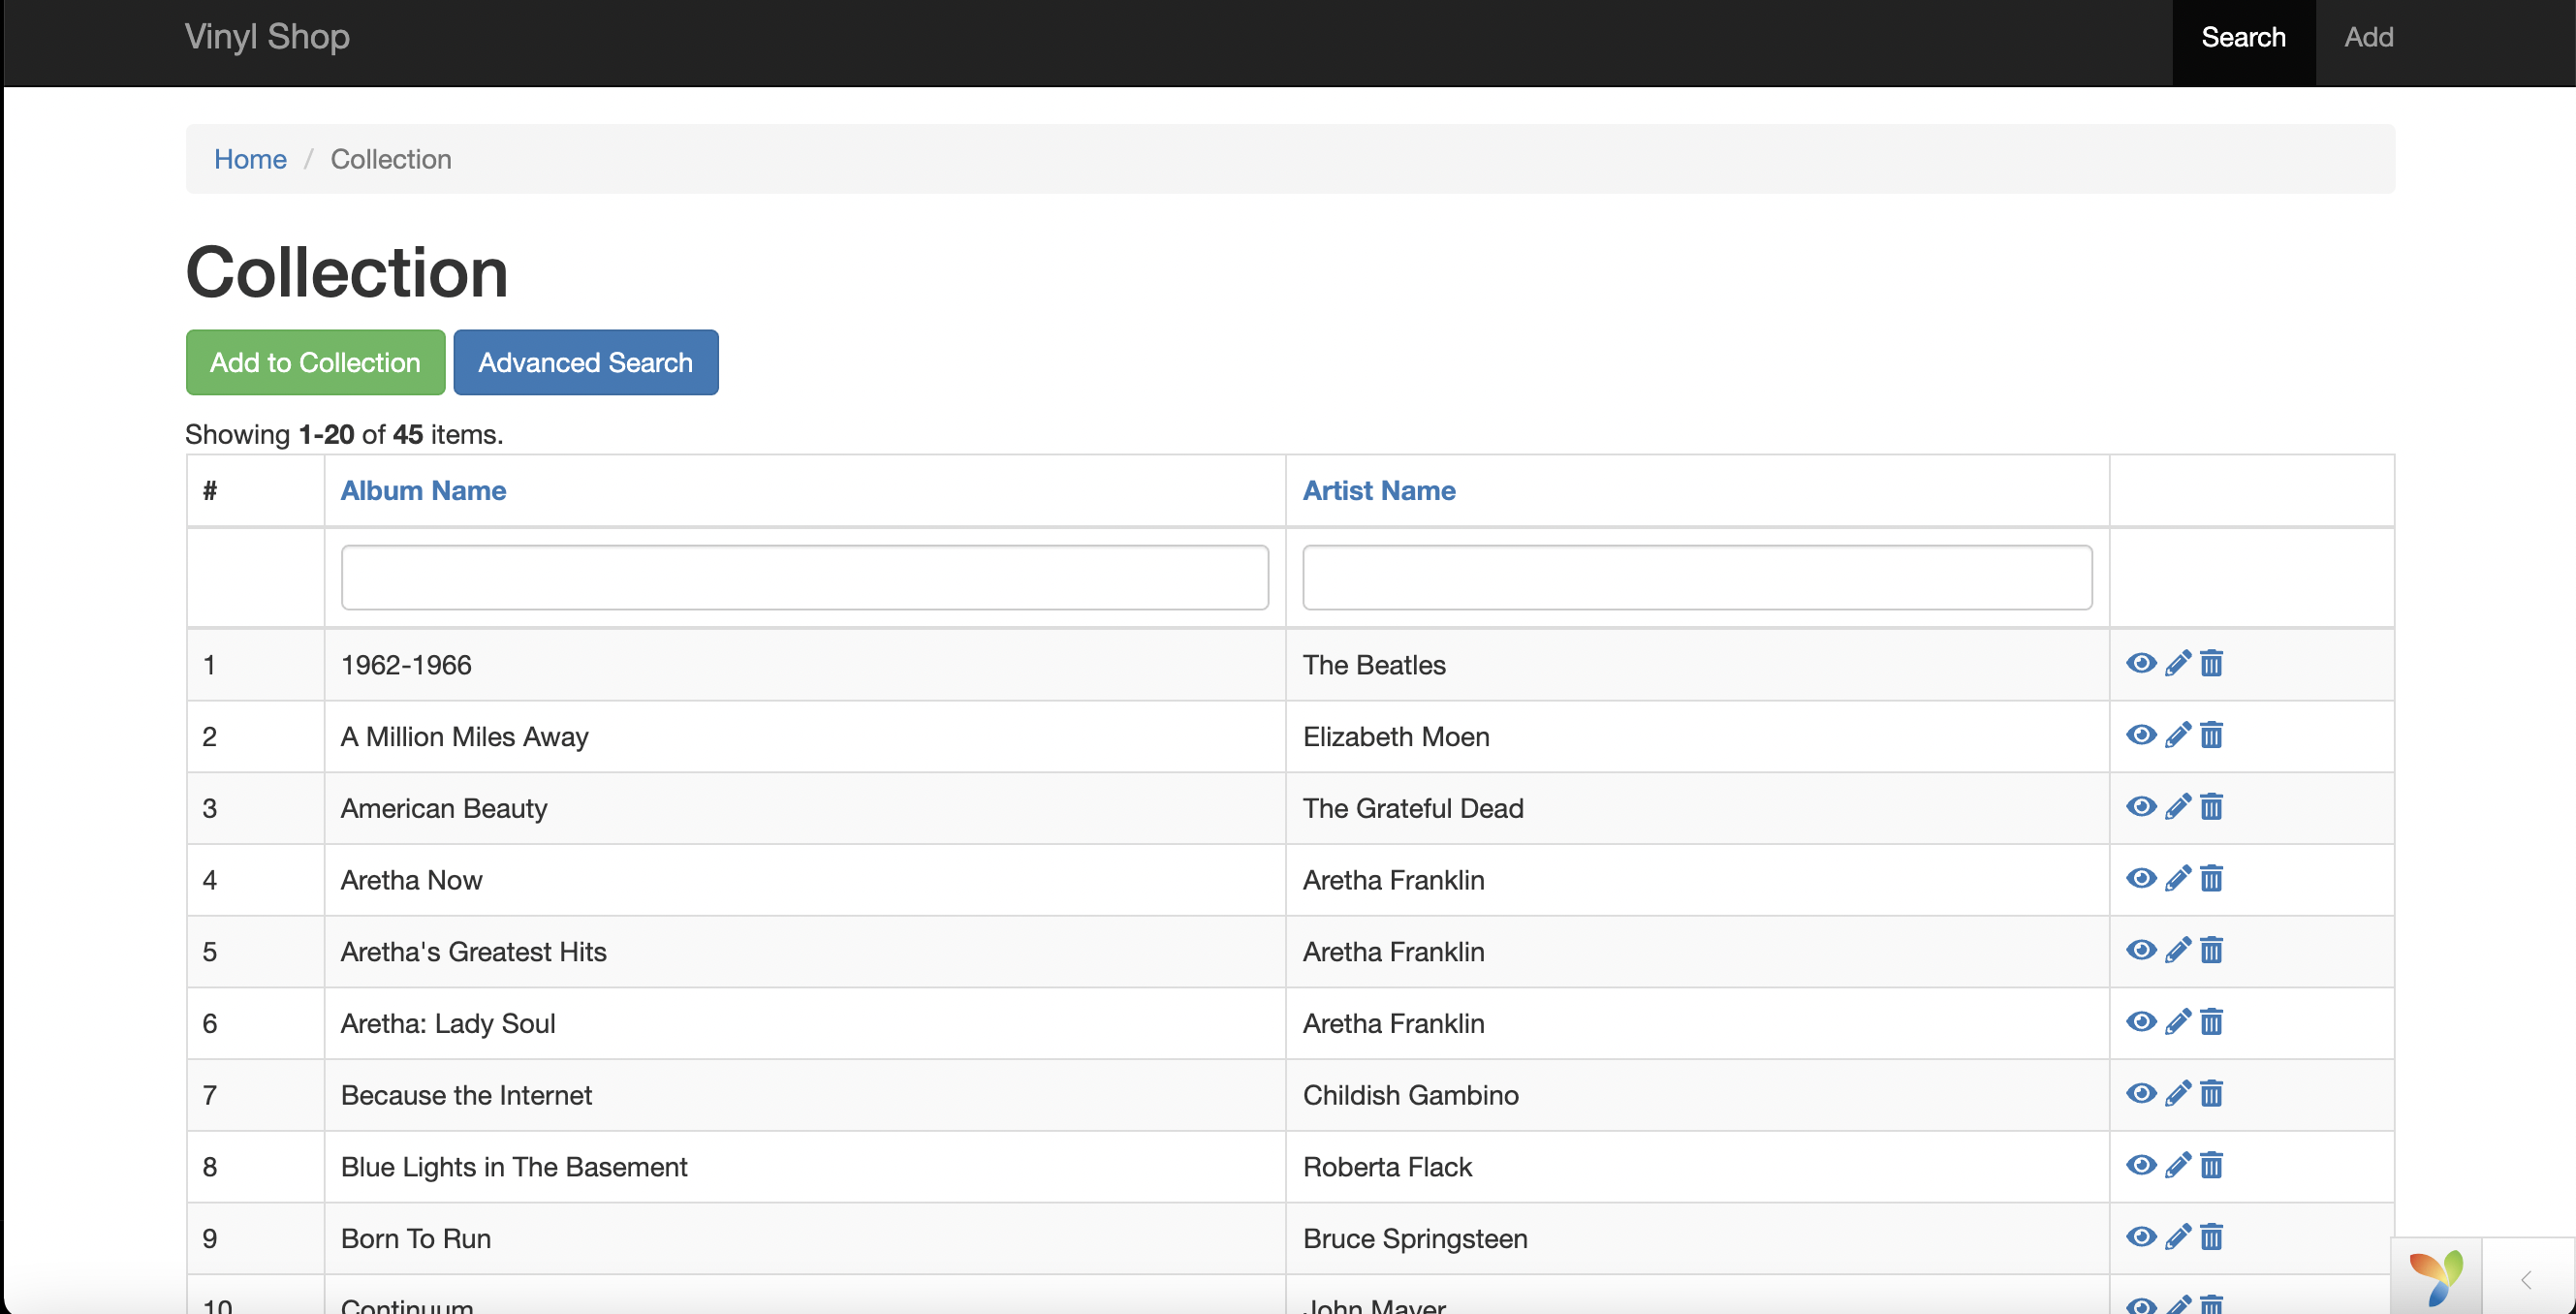 Vinyl Shop Search Add
Home / Collection
Collection
Add to Collection Advanced Search
Showing 1-20 of 45 items.
# Album Name Artist Name
1 1962-1966 The Beatles
2 A Million Miles Away Elizabeth Moen
3 American Beauty The Grateful Dead
4 Aretha Now Aretha Franklin
5 Aretha's Greatest Hits Aretha Franklin
6 Aretha: Lady Soul Aretha Franklin
7 Because the Internet Childish Gambino
8 Blue Lights in The Basement Roberta Flack
9 Born To Run Bruce Springsteen
10 Continuum John Mayer